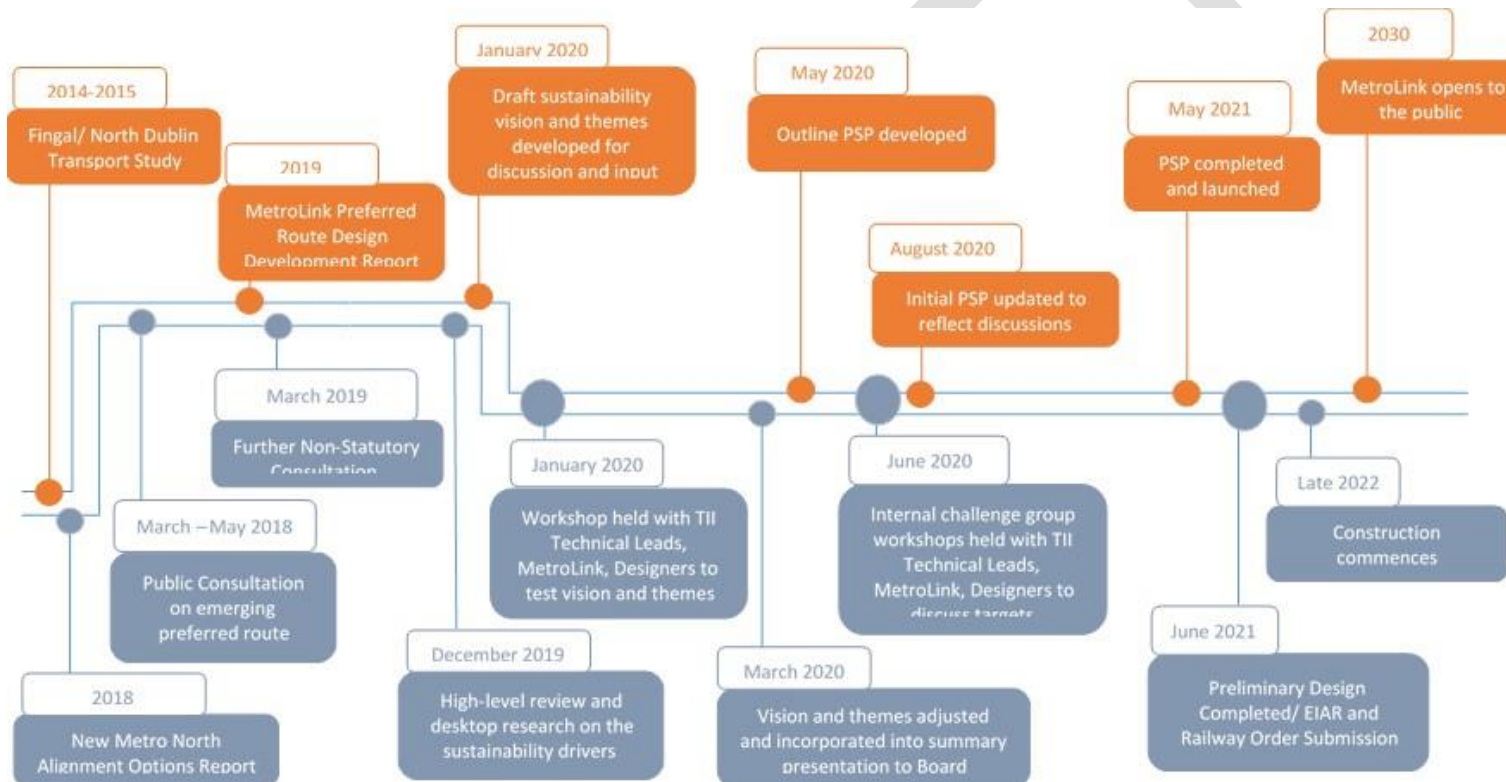 2014-2015
Fingal/ North Dublin
Transport Study
2019
MetroLink Preferred
Route Design
Development Report
January 2020
Draft sustainability
vision and themes
developed for
discussion and input
May 2020
Outline PSP developed
August 2020
Initial PSP updated to
reflect discussions
May 2021
PSP completed
and launched
2030
MetroLink opens to
the public
2018
New Metro North
Alignment Options Report
March – May 2018
Public Consultation
on emerging
preferred route
March 2019
Further Non-Statutory
Consultation
December 2019
High-level review and
desktop research on the
sustainability drivers
January 2020
Workshop held with TII
Technical Leads,
MetroLink, Designers to
test vision and themes
March 2020
Vision and themes adjusted
and incorporated into summary
presentation to Board
June 2020
Internal challenge group
workshops held with TII
Technical Leads,
MetroLink, Designers to
discuss targets
June 2021
Preliminary Design
Completed/ EIAR and
Railway Order Submission
Late 2022
Construction
commences